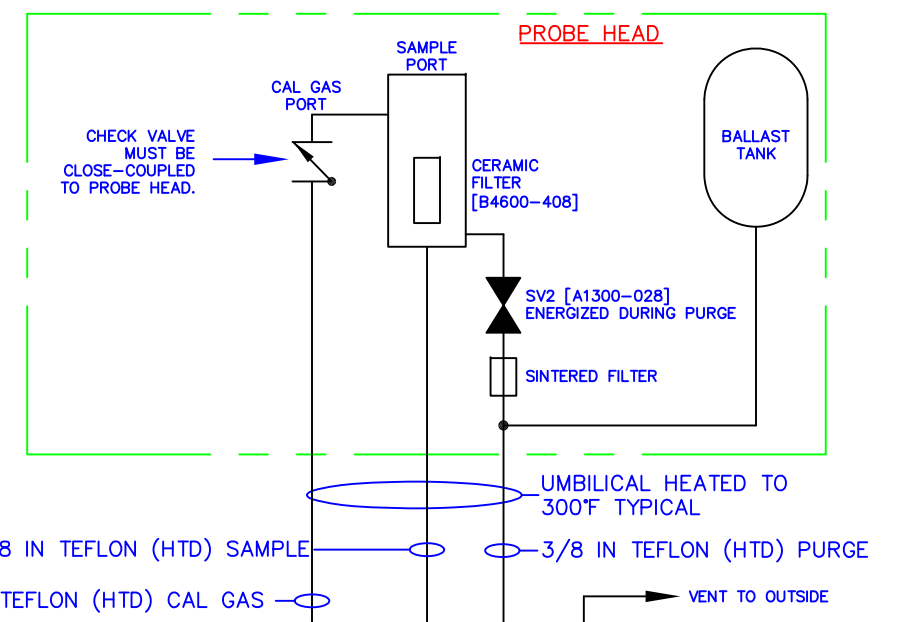 PROBE HEAD
SAMPLE
PORT
CAL GAS
PORT
CHECK VALVE
MUST BE
CLOSE-COUPLED
TO PROBE HEAD.
CERAMIC
FILTER
[B4600-408]
BALLAST
TANK
SV2 [A1300-028]
ENERGIZED DURING PURGE
SINTERED FILTER
UMBILICAL HEATED TO
300°F TYPICAL
8 IN TEFLON (HTD) SAMPLE
3/8 IN TEFLON (HTD) PURGE
TEFLON (HTD) CAL GAS
VENT TO OUTSIDE